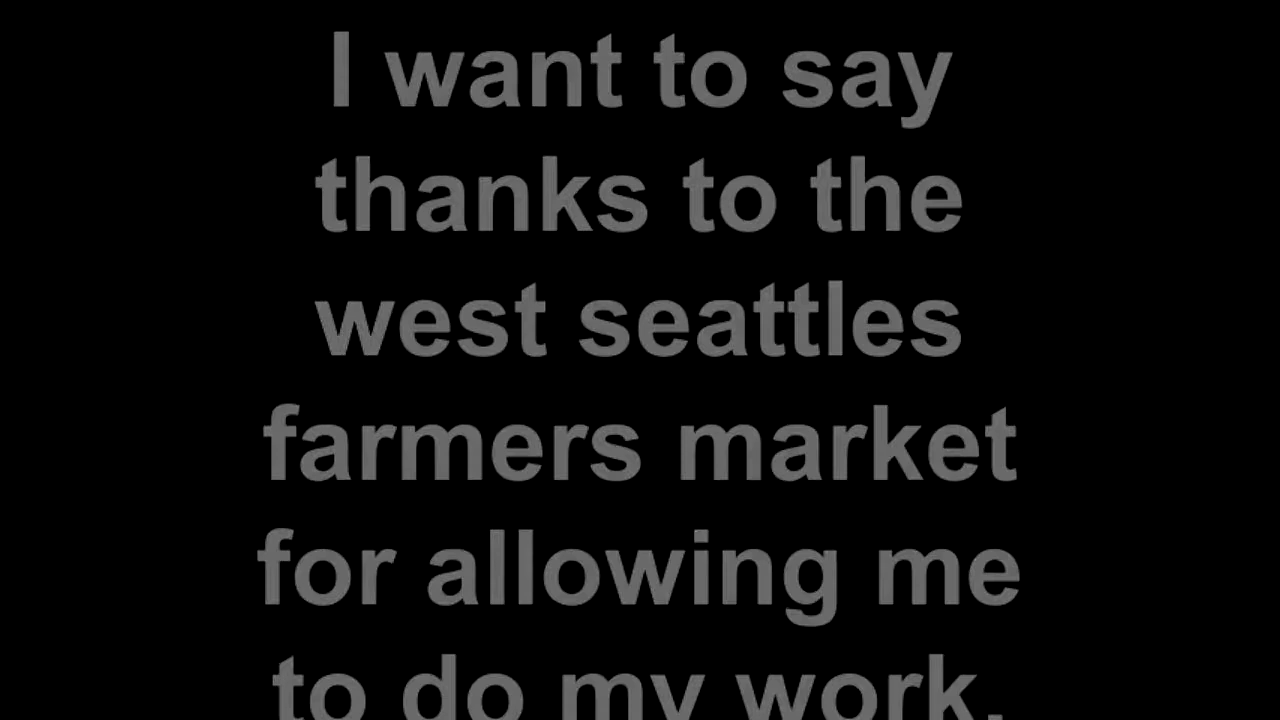 I want to say
thanks to the
west seattles
farmers market
for allowing me
to do my work.